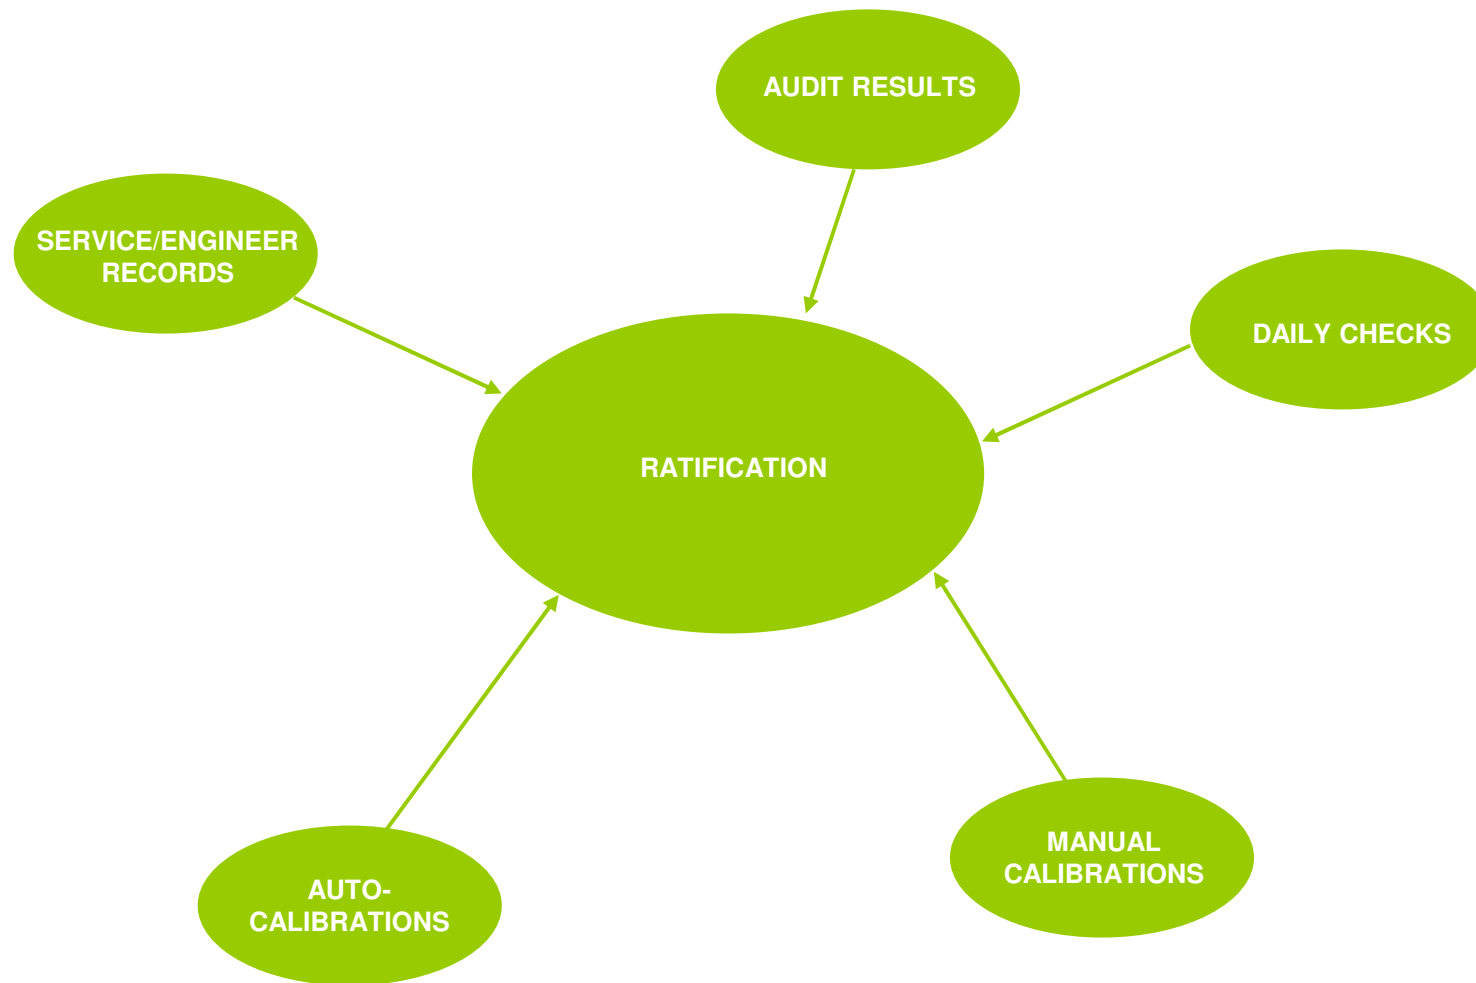 AUDIT RESULTS
SERVICE/ENGINEER
RECORDS
DAILY CHECKS
RATIFICATION
MANUAL
CALIBRATIONS
AUTO-
CALIBRATIONS